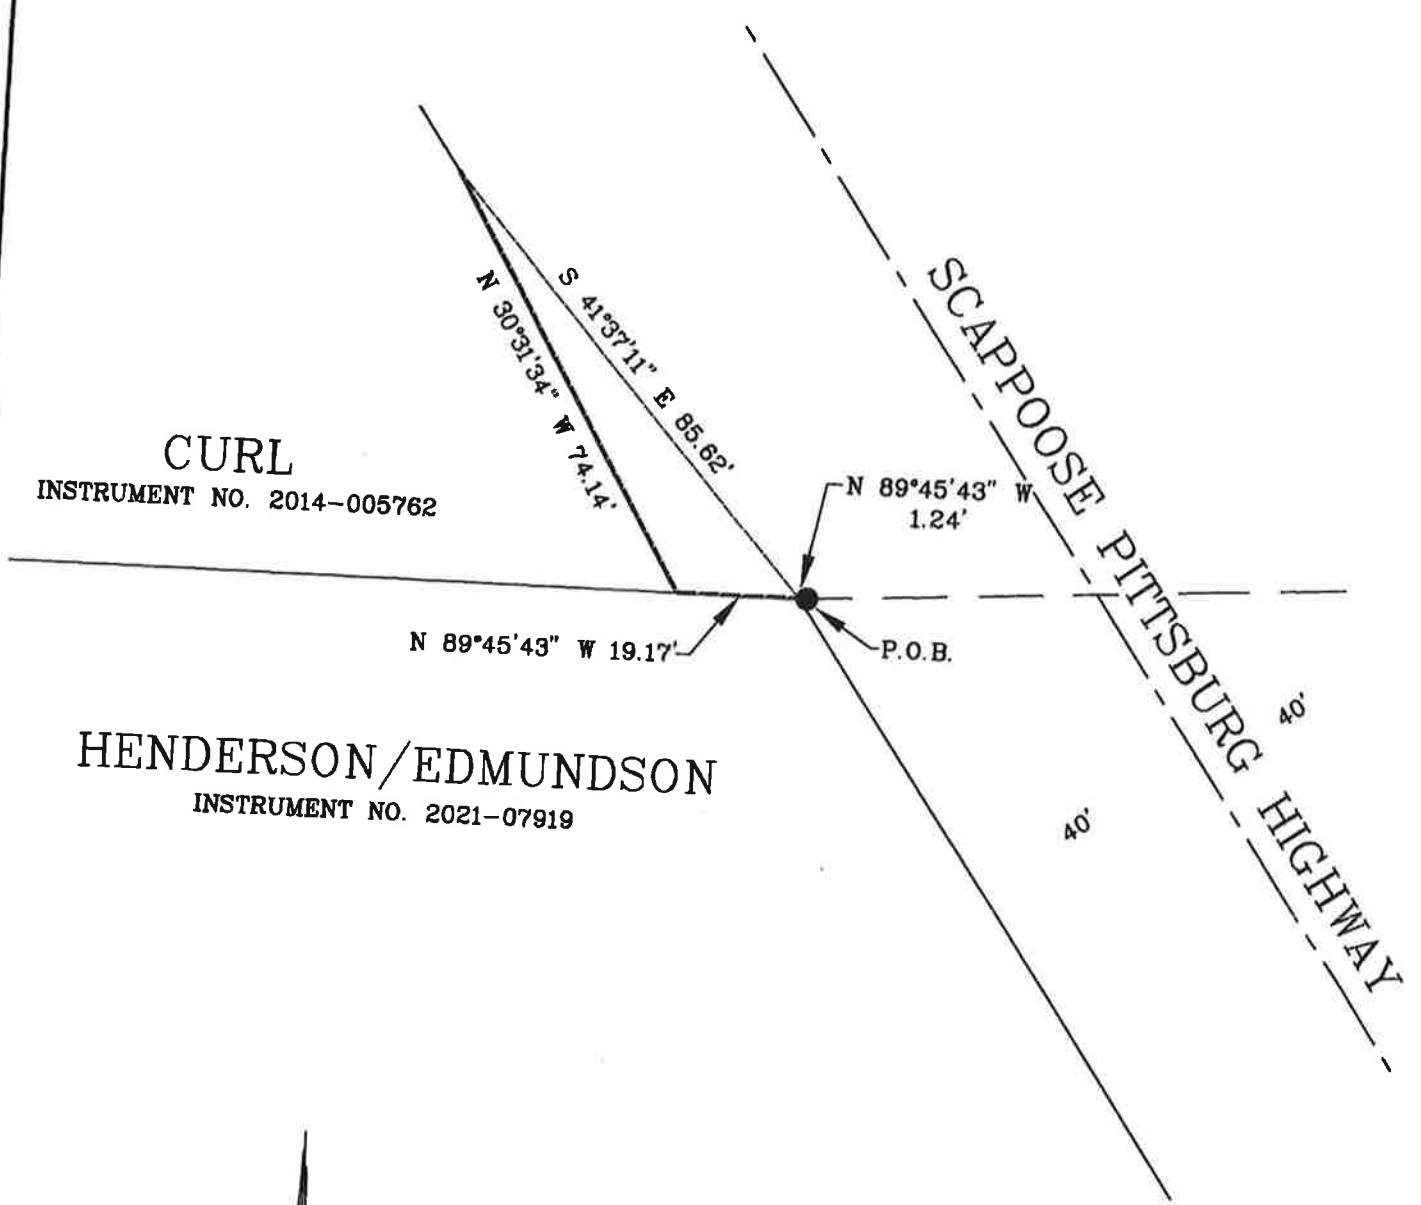 SCAPPOOSE PITTSBURG HIGHWAY
S 41°37'11" E 85.62'
N 30°31'34" W 74.14'
CURL
INSTRUMENT NO. 2014-005762
N 89°45'43" W
1.24'
N 89°45'43" W 19.17'
P.O.B.
40'
40'
HENDERSON/EDMUNDSON
INSTRUMENT NO. 2021-07919